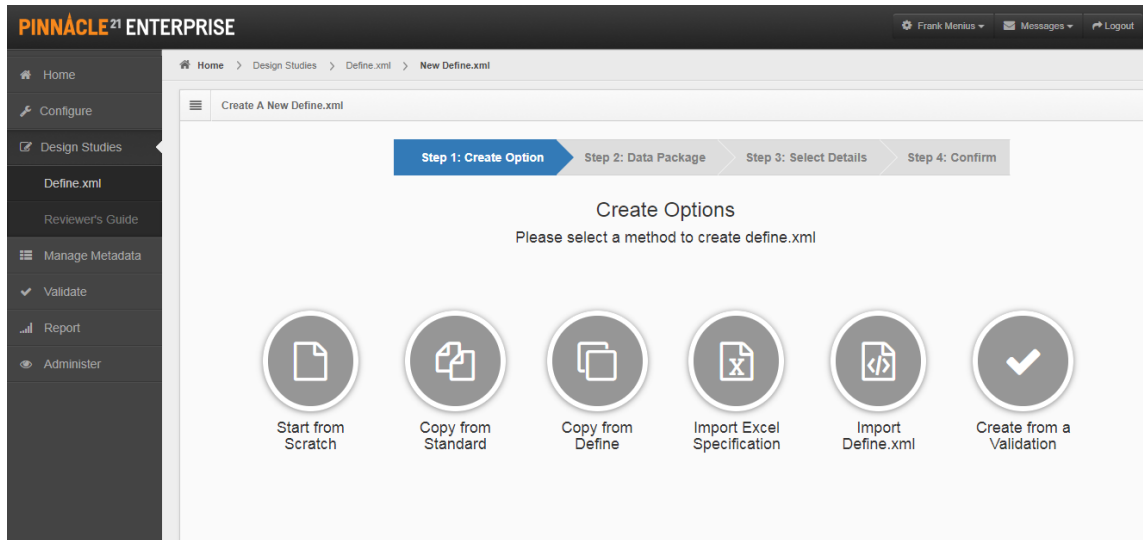 PINNACLE 21 ENTERPRISE
Frank Menius
Messages
Logout
Home
Configure
Design Studies
Define.xml
Reviewer's Guide
Manage Metadata
Validate
Report
Administer
Home > Design Studies > Define.xml > New Define.xml
Create A New Define.xml
Step 1: Create Option
Step 2: Data Package
Step 3: Select Details
Step 4: Confirm
Create Options
Please select a method to create define.xml
Start from
Scratch
Copy from
Standard
Copy from
Define
Import Excel
Specification
Import
Define.xml
Create from a
Validation